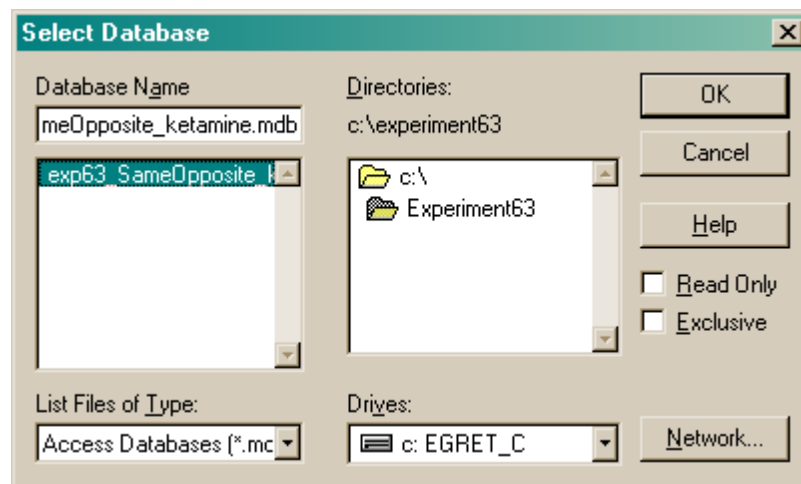 Select Database
Database Name
meOpposite_ketamine.mdb
exp63_SameOpposite_k
List Files of Type:
Access Databases (*.mc
Directories:
c:\experiment63
c:\
Experiment63
Drives:
c: EGRET_C
OK
Cancel
Help
Read Only
Exclusive
Network...